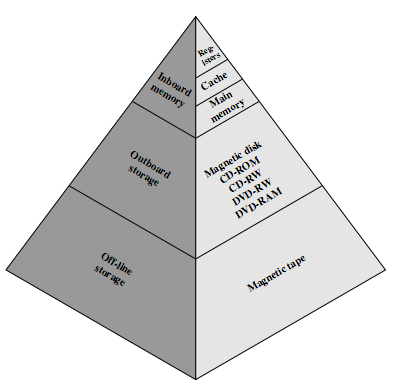 Reg-
isters
Cache
Main
memory
Inboard
memory
Outboard
storage
Magnetic disk
CD-ROM
CD-RW
DVD-RW
DVD-RAM
Off-line
storage
Magnetic tape